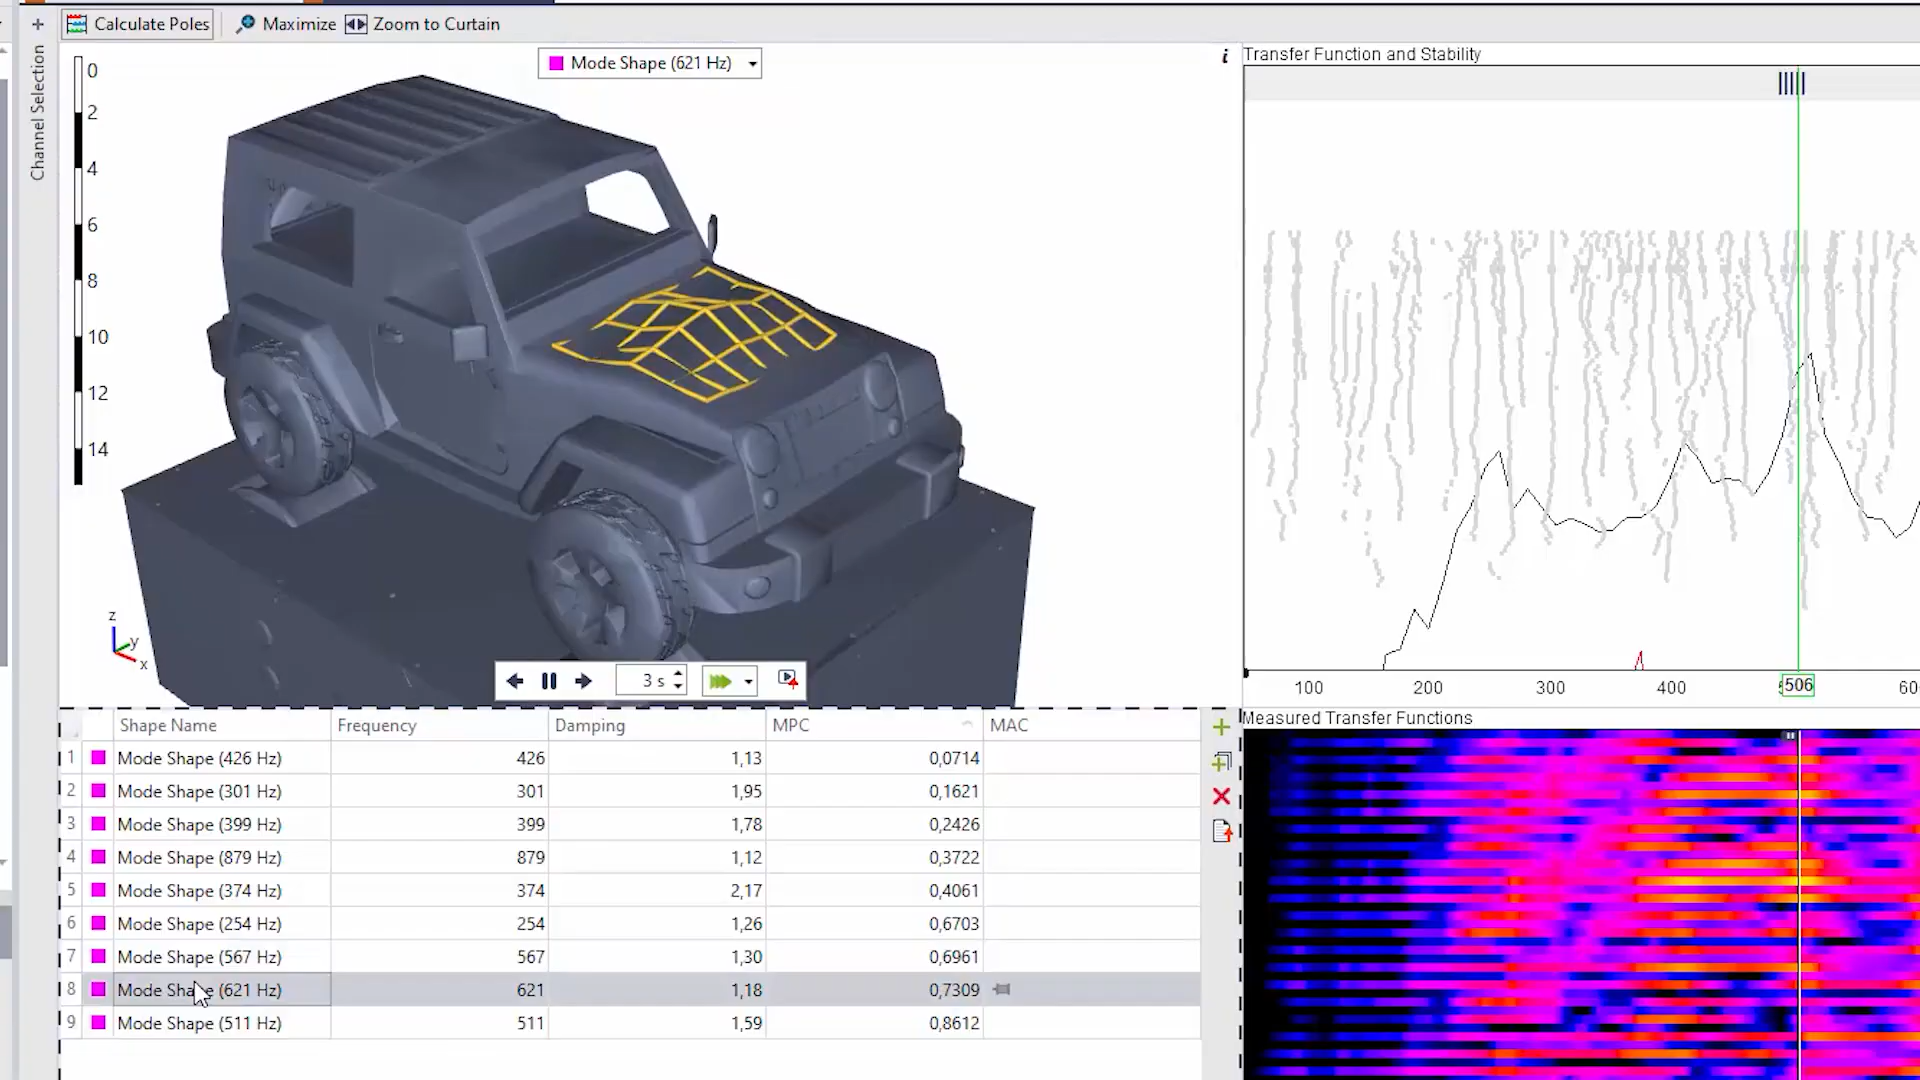 Calculate Poles Maximize Zoom to Curtain
Channel Selection
Mode Shape (621 Hz)
i
0
2
4
6
8
10
12
14
z
y
x
3 s
Transfer Function and Stability
100 200 300 400 506
Measured Transfer Functions
Shape Name Frequency Damping MPC MAC
1 Mode Shape (426 Hz) 426 1,13 0,0714
2 Mode Shape (301 Hz) 301 1,95 0,1621
3 Mode Shape (399 Hz) 399 1,78 0,2426
4 Mode Shape (879 Hz) 879 1,12 0,3722
5 Mode Shape (374 Hz) 374 2,17 0,4061
6 Mode Shape (254 Hz) 254 1,26 0,6703
7 Mode Shape (567 Hz) 567 1,30 0,6961
8 Mode Shape (621 Hz) 621 1,18 0,7309
9 Mode Shape (511 Hz) 511 1,59 0,8612